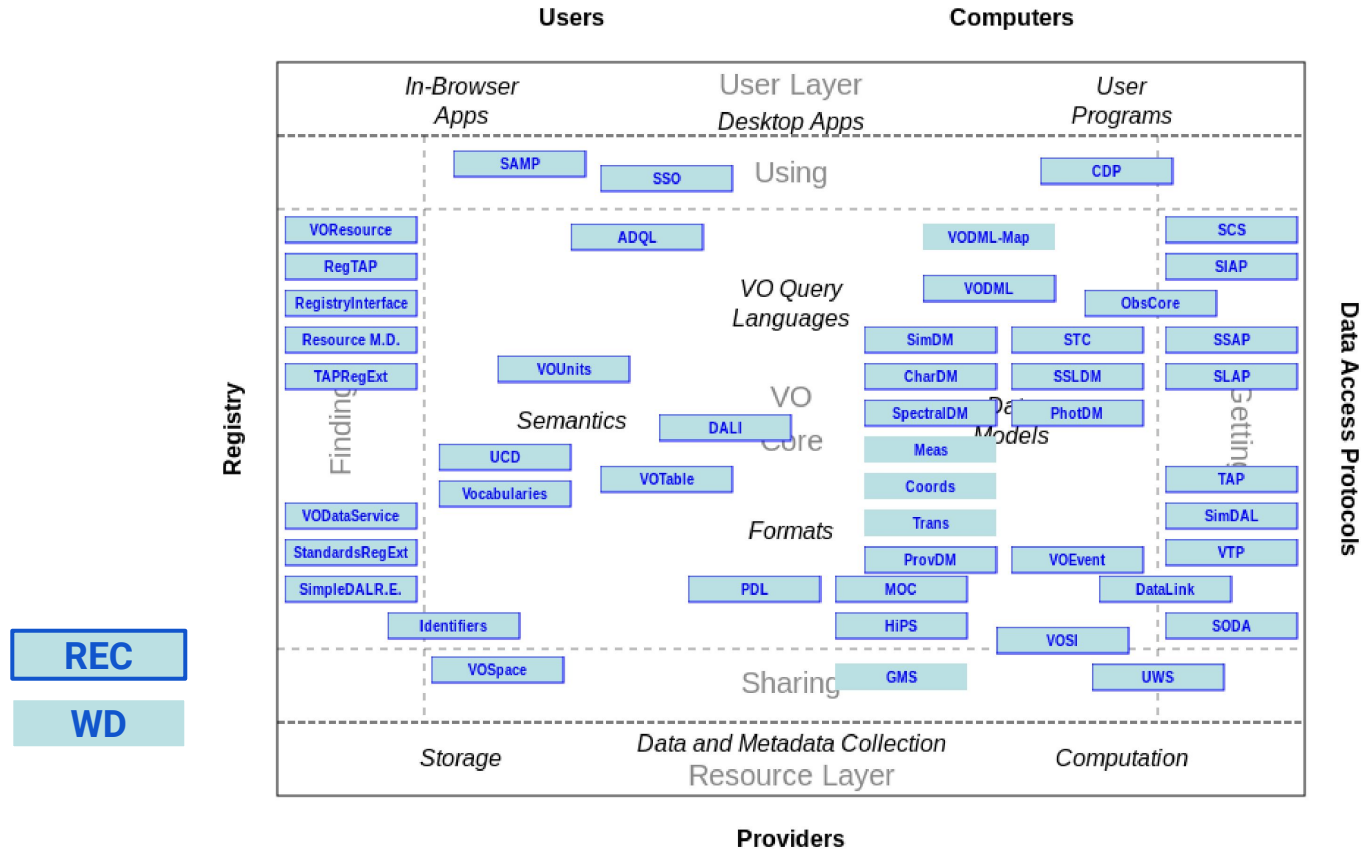 Users
Computers
In-Browser
Apps
User Layer
Desktop Apps
User
Programs
SAMP
SSO
Using
CDP
VOResource
RegTAP
RegistryInterface
Resource M.D.
TAPRegExt
ADQL
VODML-Map
VODML
ObsCore
SCS
SIAP
VO Query
Languages
SimDM
STC
SSAP
CharDM
SSLDM
SLAP
SpectralDM
PhotDM
VOUnits
Registry
Finding
Semantics
DALI
VO
Core
Data
Models
Getting
Data Access Protocols
UCD
Vocabularies
VOTable
Meas
Coords
Trans
TAP
SimDAL
VTP
VODataService
StandardsRegExt
SimpleDALR.E.
Formats
ProvDM
VOEvent
PDL
MOC
DataLink
Identifiers
HiPS
VOSI
SODA
REC
WD
VOSpace
Sharing
GMS
UWS
Storage
Data and Metadata Collection
Resource Layer
Computation
Providers